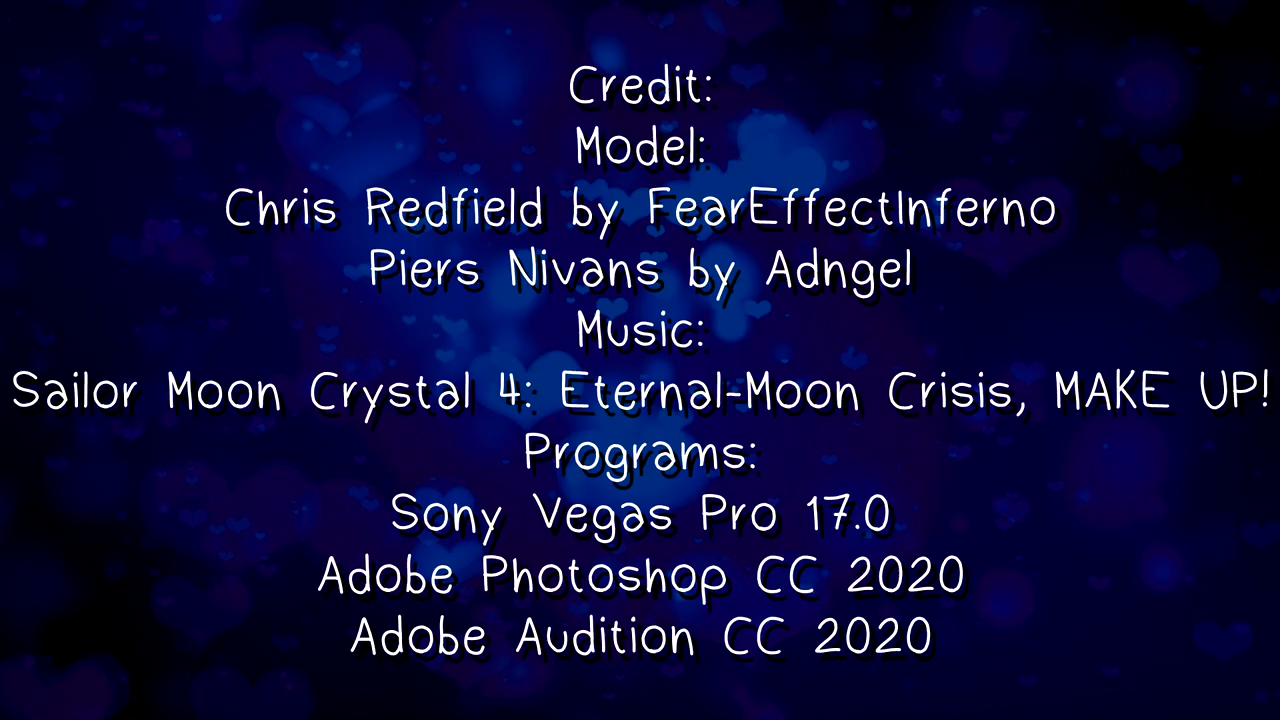 Credit:
Model:
Chris Redfield by FearEffectInferno
Piers Nivans by Adngel
Music:
Sailor Moon Crystal 4: Eternal-Moon Crisis, MAKE UP!
Programs:
Sony Vegas Pro 17.0
Adobe Photoshop CC 2020
Adobe Audition CC 2020